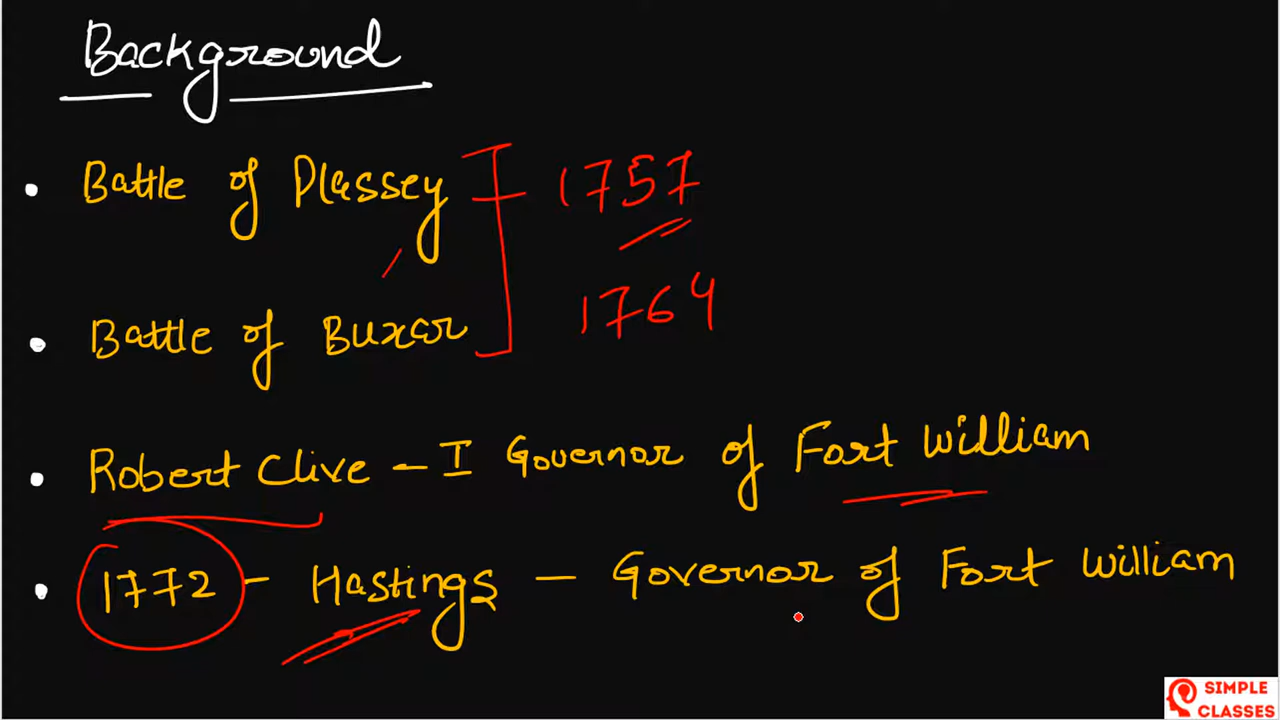 Background
• Battle of Plassey 1757
• Battle of Buxar 1764
• Robert Clive - I Governor of Fort William
• 1772 - Hastings - Governor of Fort William
SIMPLE
CLASSES